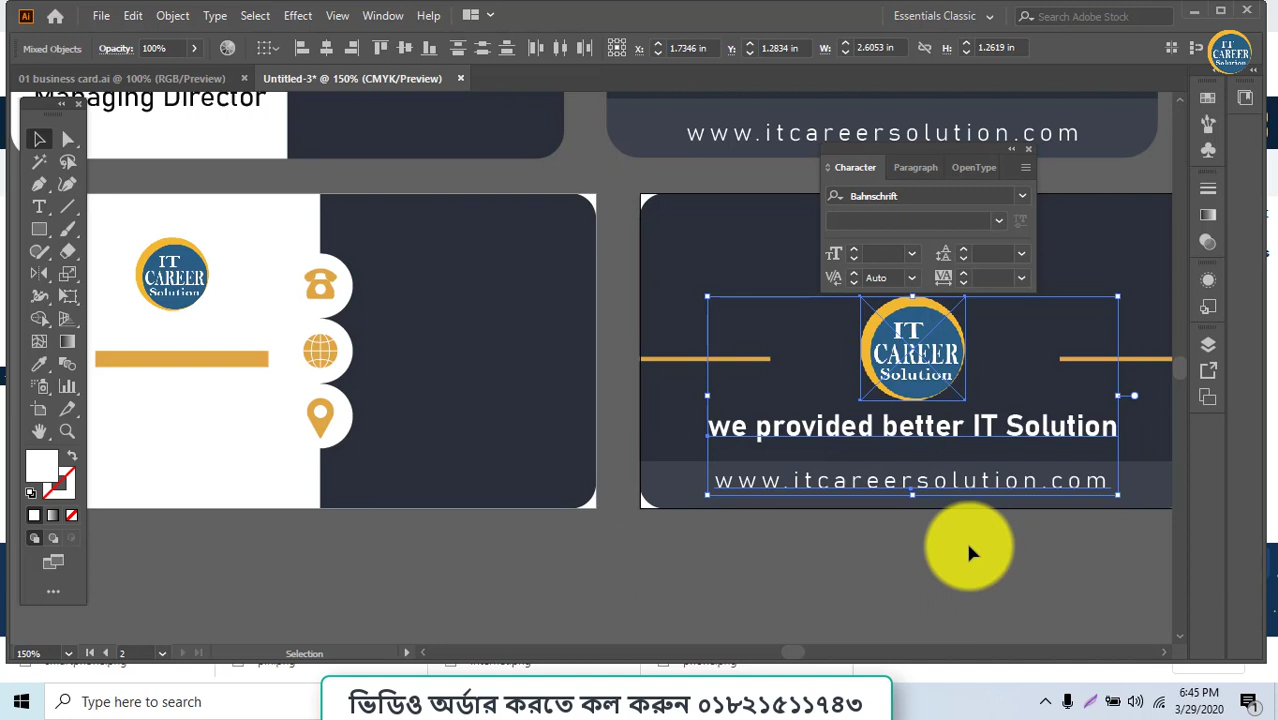 Ai File Edit Object Type Select Effect View Window Help Essentials Classic Search Adobe Stock
Mixed Objects Opacity: 100% X: 1.7346 in Y: 1.2834 in W: 2.6053 in H: 1.2619 in
IT CAREER Solution
01 business card.ai @ 100% (RGB/Preview) × Untitled-3* @ 150% (CMYK/Preview) ×
Managing Director
www.itcareersolution.com
Character Paragraph OpenType
Bahnschrift
Auto
IT
CAREER
Solution
IT
CAREER
Solution
we provided better IT Solution
www.itcareersolution.com
150% 2 Selection
Type here to search
ভিডিও অর্ডার করতে কল করুন ০১৮২১৫১১৭৪৩
6:45 PM
3/29/2020